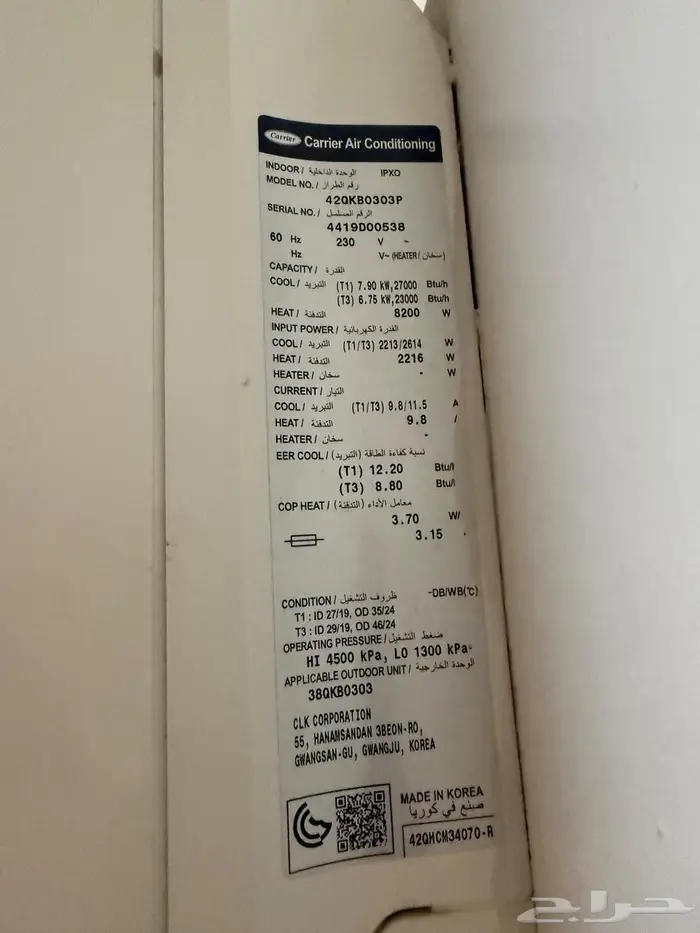 Carrier Carrier Air Conditioning
INDOOR / الوحدة الداخلية IPXO
MODEL NO. / رقم الطراز
42QKB0303P
SERIAL NO. / الرقم المسلسل
4419D00538
60 Hz 230 V ~
Hz V~ (HEATER / سخان)
CAPACITY / القدرة
COOL / التبريد (T1) 7.90 kW,27000 Btu/h
(T3) 6.75 kW,23000 Btu/h
HEAT / التدفئة 8200 W
INPUT POWER / القدرة الكهربائية
COOL / التبريد (T1/T3) 2213/2614 W
HEAT / التدفئة 2216 W
HEATER / سخان - W
CURRENT / التيار
COOL / التبريد (T1/T3) 9.8/11.5 A
HEAT / التدفئة 9.8
HEATER / سخان -
EER COOL / نسبة كفاءة الطاقة (التبريد)
(T1) 12.20 Btu/
(T3) 8.80 Btu/
COP HEAT / معامل الأداء (التدفئة)
3.70 W/
3.15
CONDITION / ظروف التشغيل -DB/WB(℃)
T1 : ID 27/19, OD 35/24
T3 : ID 29/19, OD 46/24
OPERATING PRESSURE / ضغط التشغيل
HI 4500 kPa, LO 1300 kPa
APPLICABLE OUTDOOR UNIT / الوحدة الخارجية
38QKB0303
CLK CORPORATION
55, HANAMSANDAN 3BEON-RO,
GWANGSAN-GU, GWANGJU, KOREA
MADE IN KOREA
صنع في كوريا
42QHCM34070-R
حراج